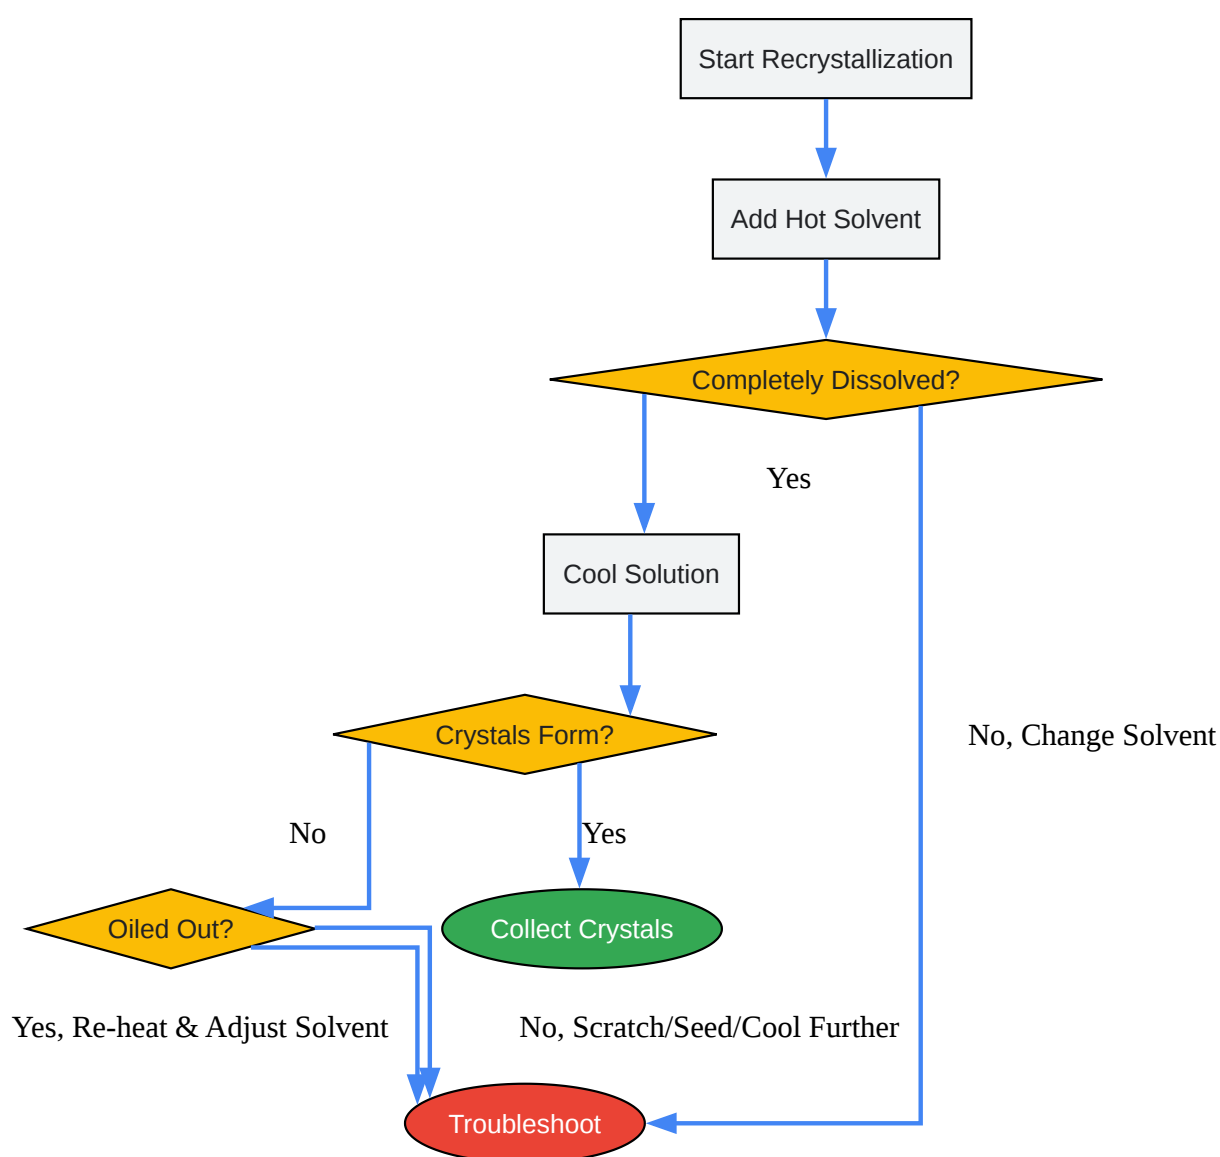 Start Recrystallization
Add Hot Solvent
Completely Dissolved?
Yes
Cool Solution
Crystals Form?
No, Change Solvent
No
Yes
Oiled Out?
Collect Crystals
Yes, Re-heat & Adjust Solvent
No, Scratch/Seed/Cool Further
Troubleshoot